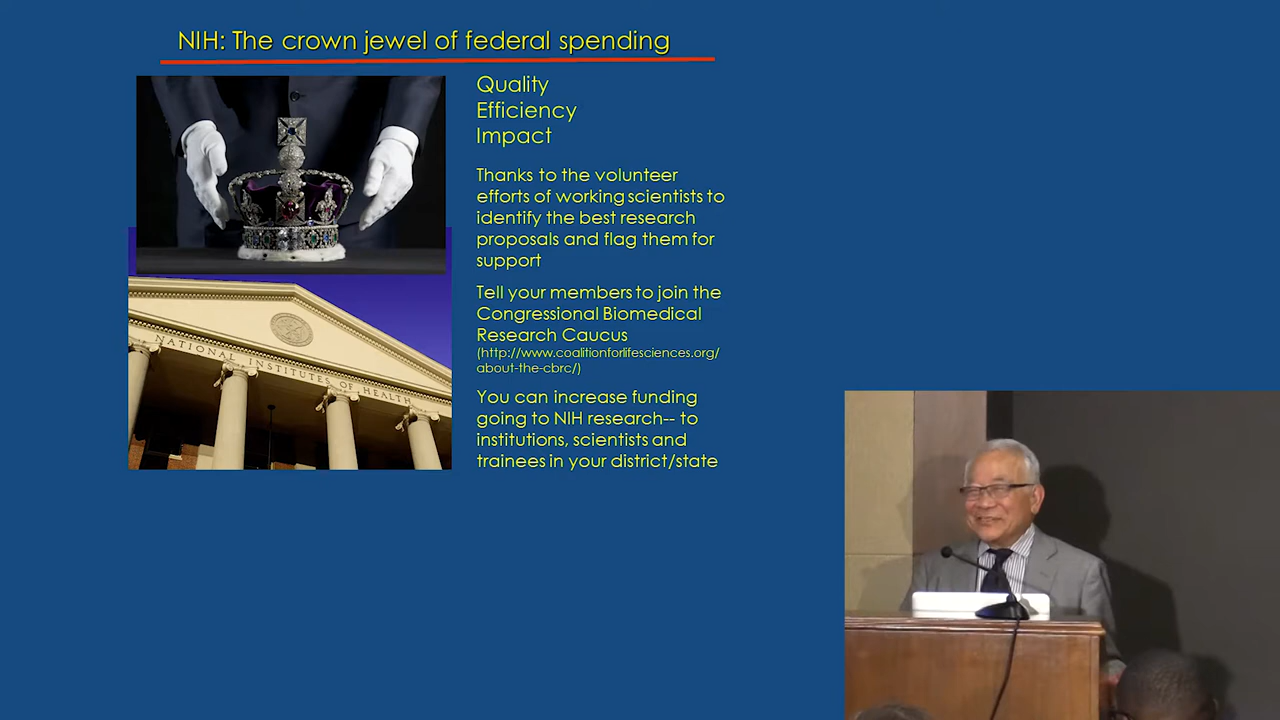 NIH: The crown jewel of federal spending
Quality
Efficiency
Impact
Thanks to the volunteer
efforts of working scientists to
identify the best research
proposals and flag them for
support
Tell your members to join the
Congressional Biomedical
Research Caucus
(http://www.coalitionforlifesciences.org/
about-the-cbrc/)
You can increase funding
going to NIH research-- to
institutions, scientists and
trainees in your district/state
NATIONAL INSTITUTES OF HEALTH